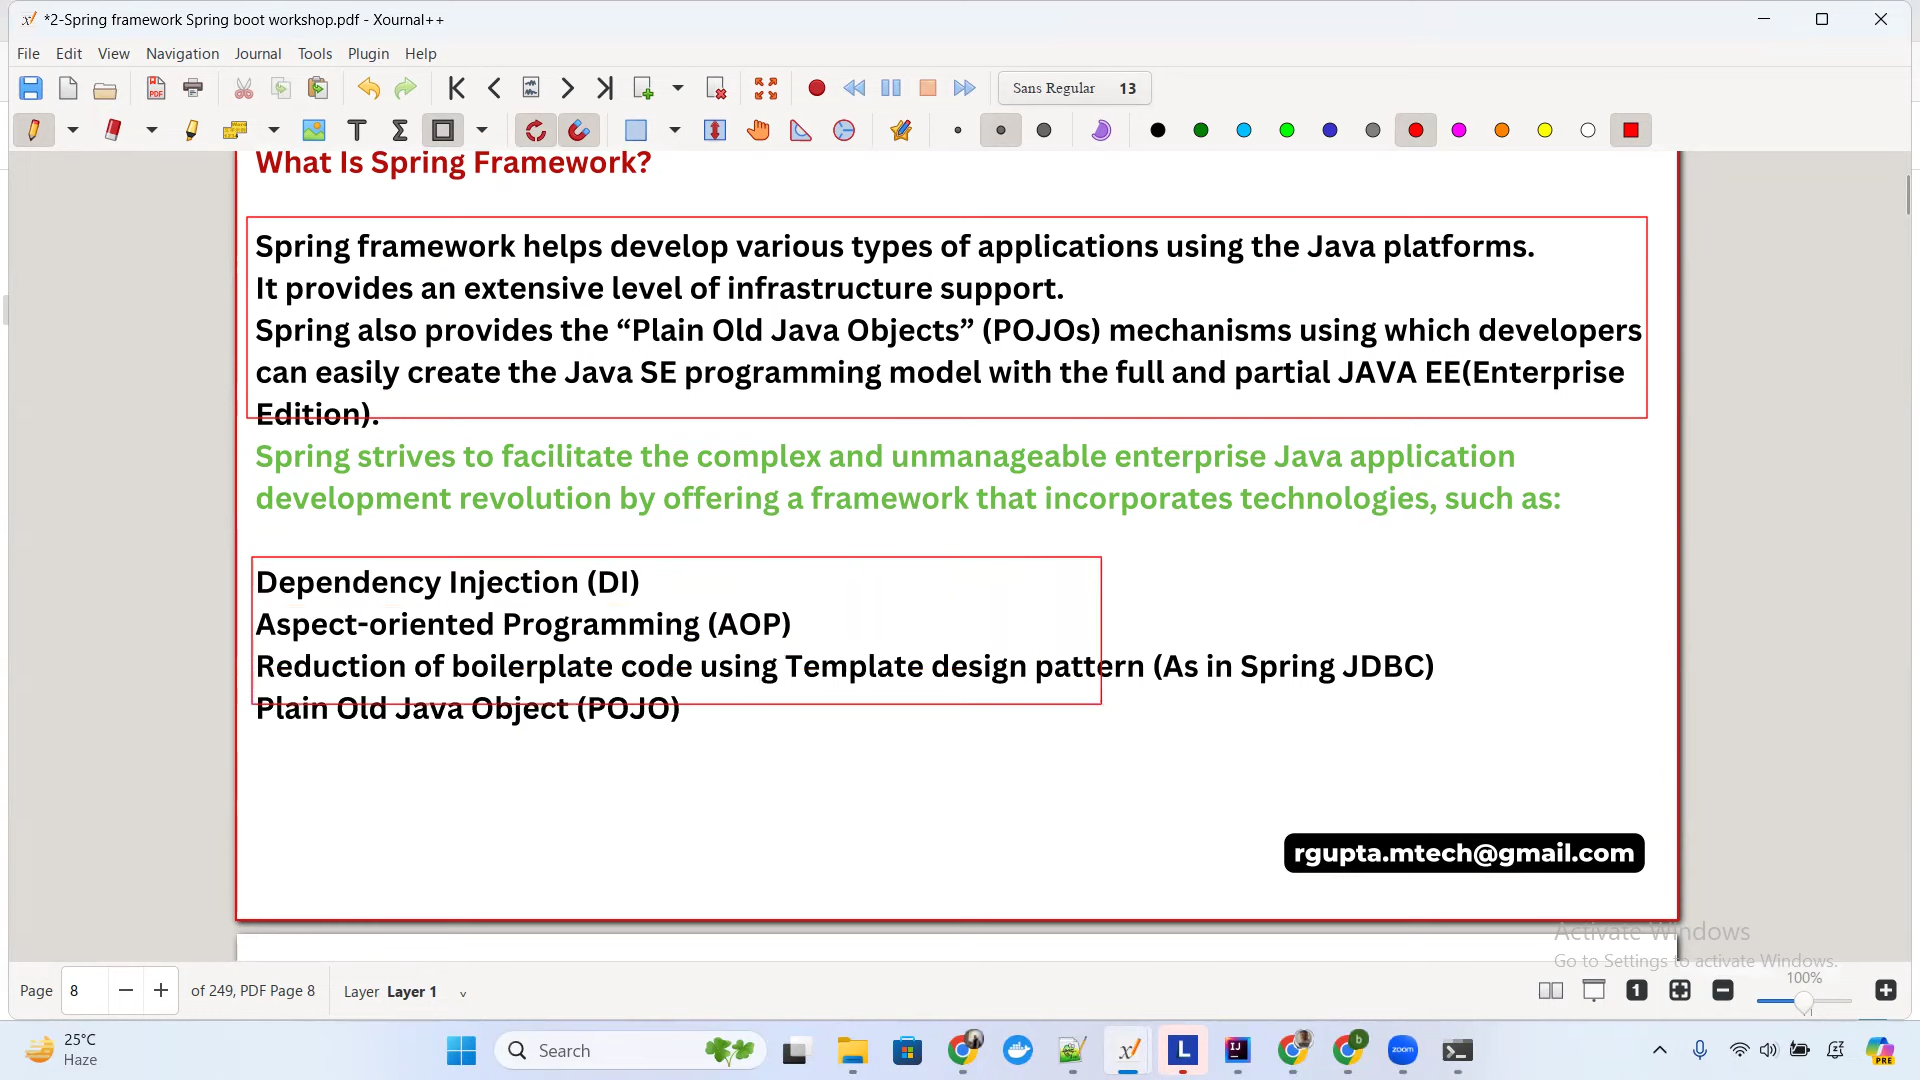 *2-Spring framework Spring boot workshop.pdf - Xournal++
File Edit View Navigation Journal Tools Plugin Help
Sans Regular 13
What Is Spring Framework?
Spring framework helps develop various types of applications using the Java platforms.
It provides an extensive level of infrastructure support.
Spring also provides the “Plain Old Java Objects” (POJOs) mechanisms using which developers
can easily create the Java SE programming model with the full and partial JAVA EE(Enterprise
Edition).
Spring strives to facilitate the complex and unmanageable enterprise Java application
development revolution by offering a framework that incorporates technologies, such as:
Dependency Injection (DI)
Aspect-oriented Programming (AOP)
Reduction of boilerplate code using Template design pattern (As in Spring JDBC)
Plain Old Java Object (POJO)
rgupta.mtech@gmail.com
Activate Windows
Go to Settings to activate Windows.
Page 8 of 249, PDF Page 8 Layer Layer 1 1 100%
25°C
Haze
Search
L
IJ
b
zoom
PRE